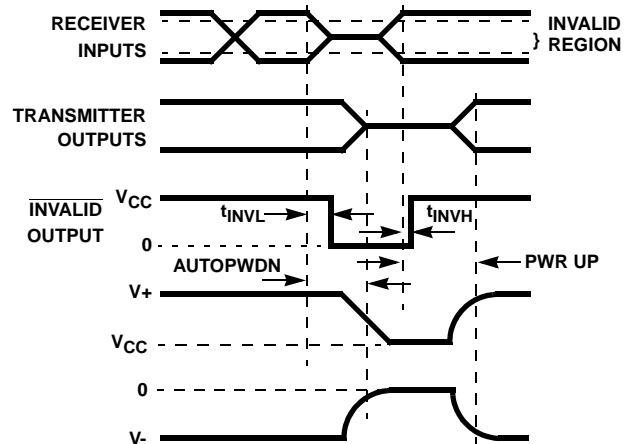 RECEIVER
INPUTS
} INVALID
REGION
TRANSMITTER
OUTPUTS
INVALID
OUTPUT
VCC
0
tINVL
tINVH
AUTOPWDN
PWR UP
V+
VCC
0
V-